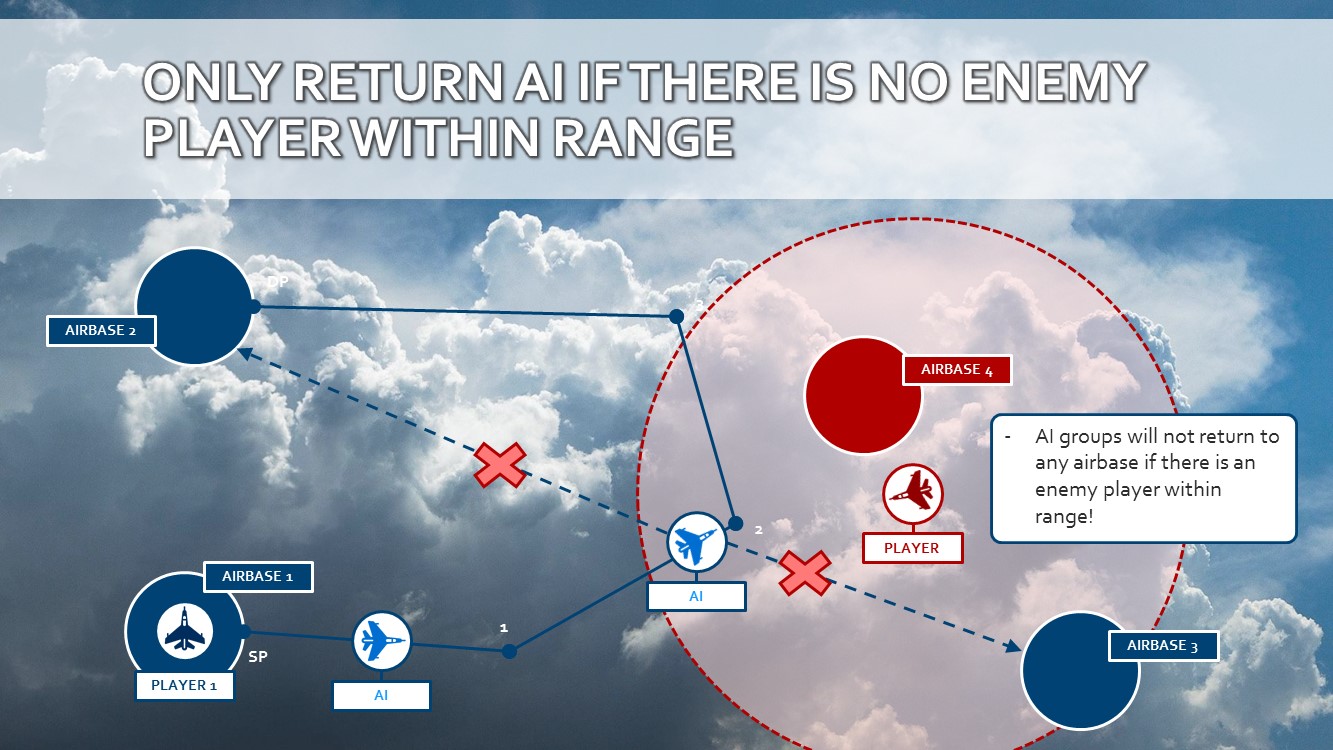 ONLY RETURN AI IF THERE IS NO ENEMY
PLAYER WITHIN RANGE
DP
3
AIRBASE 2
AIRBASE 4
- AI groups will not return to
any airbase if there is an
enemy player within
range!
2
PLAYER
AIRBASE 1
AI
1
AIRBASE 3
SP
PLAYER 1
AI